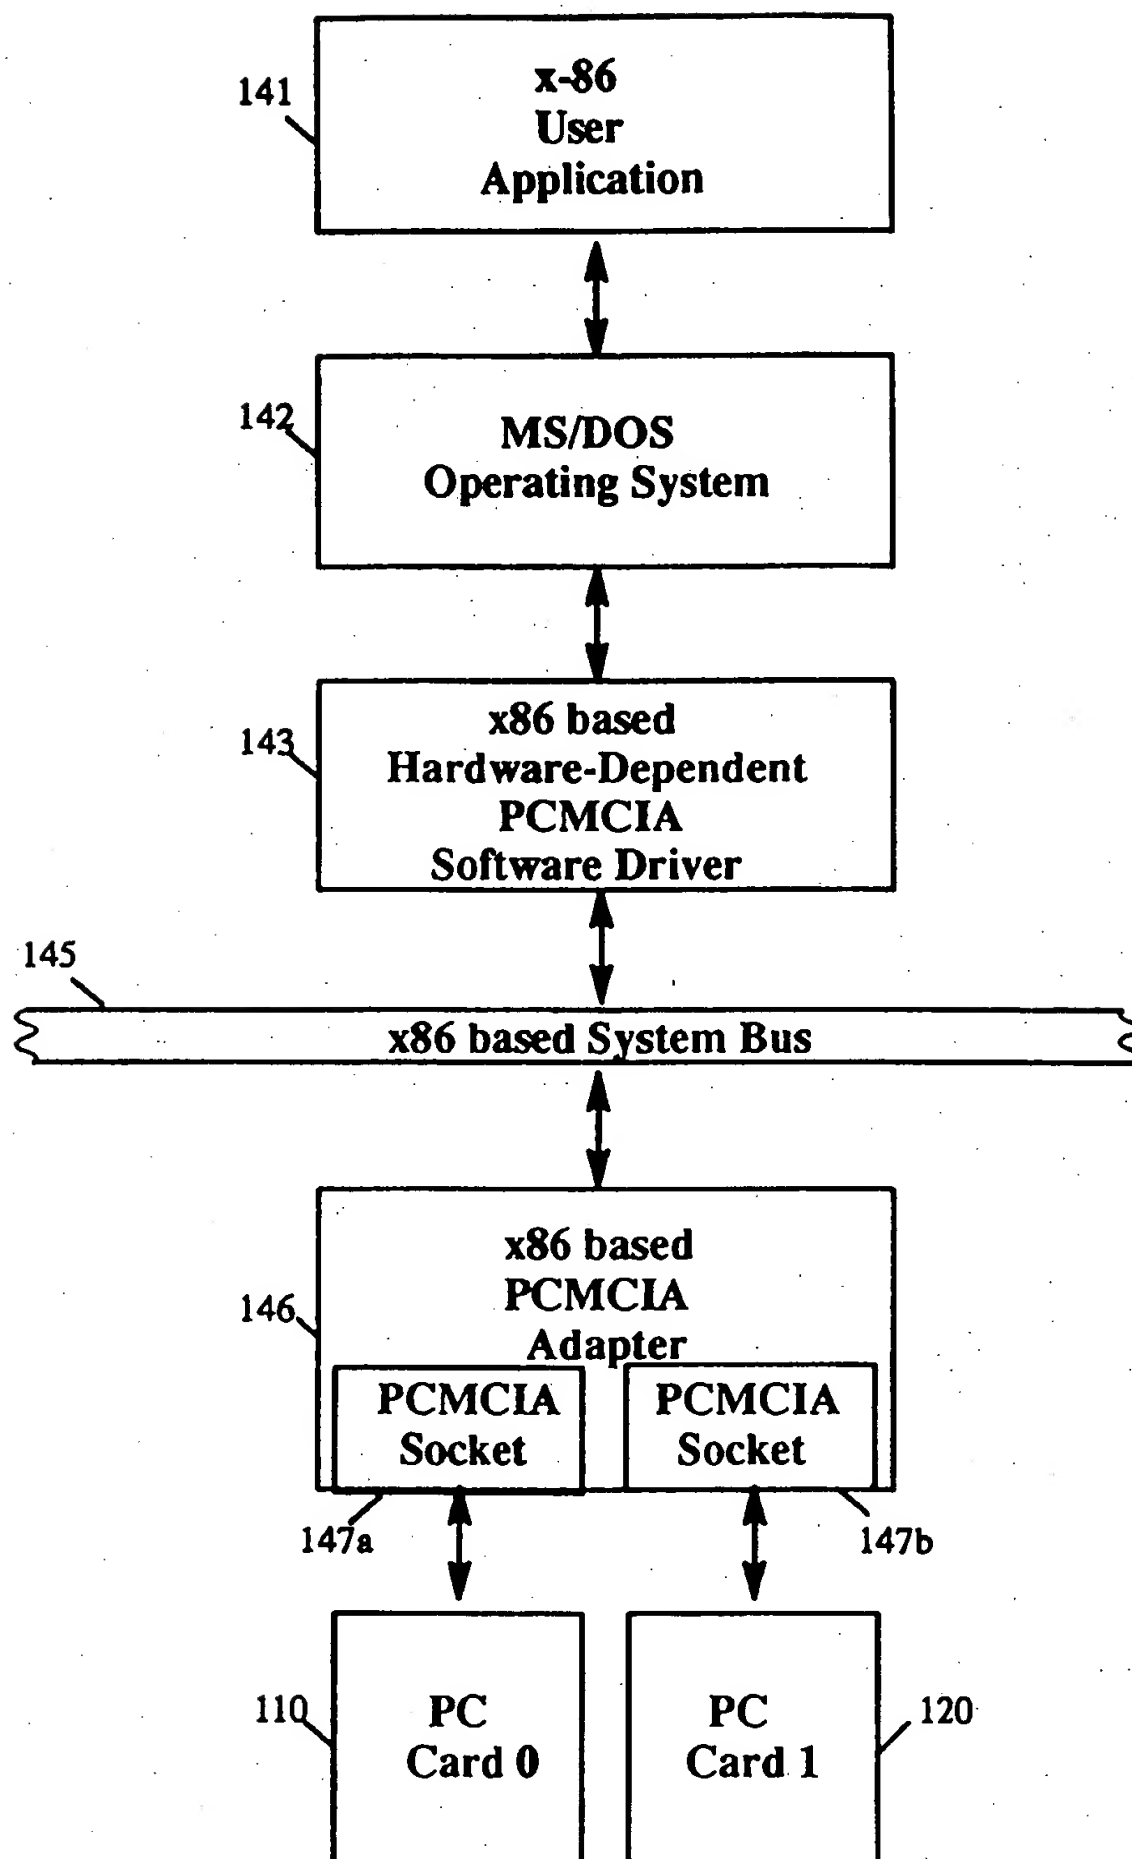 141
x-86
User
Application
142
MS/DOS
Operating System
143
x86 based
Hardware-Dependent
PCMCIA
Software Driver
145
x86 based System Bus
146
x86 based
PCMCIA
Adapter
PCMCIA
Socket
PCMCIA
Socket
147a
147b
110
PC
Card 0
PC
Card 1
120